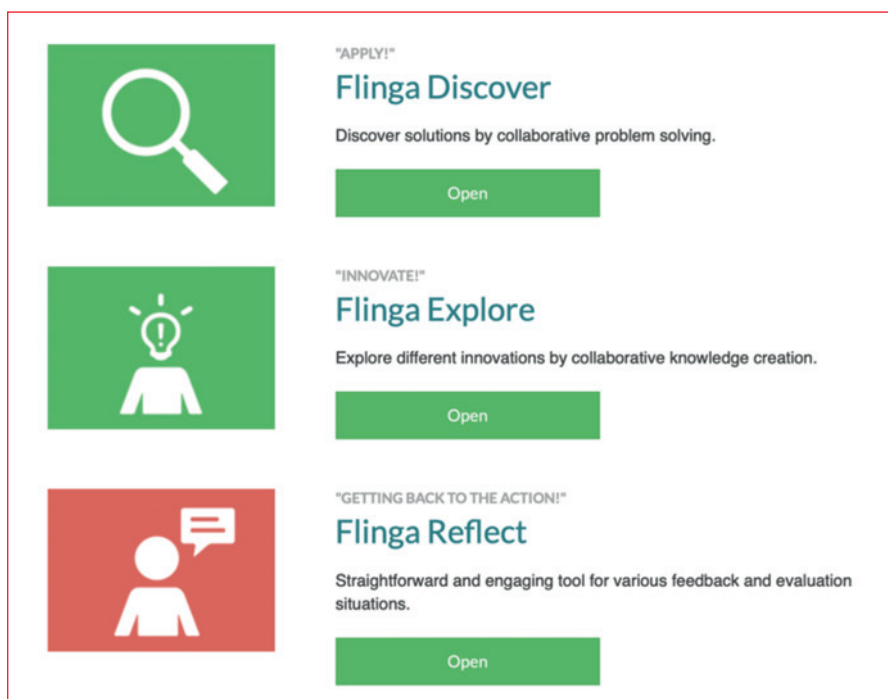 "APPLY!"
Flinga Discover
Discover solutions by collaborative problem solving.
Open
"INNOVATE!"
Flinga Explore
Explore different innovations by collaborative knowledge creation.
Open
"GETTING BACK TO THE ACTION!"
Flinga Reflect
Straightforward and engaging tool for various feedback and evaluation
situations.
Open